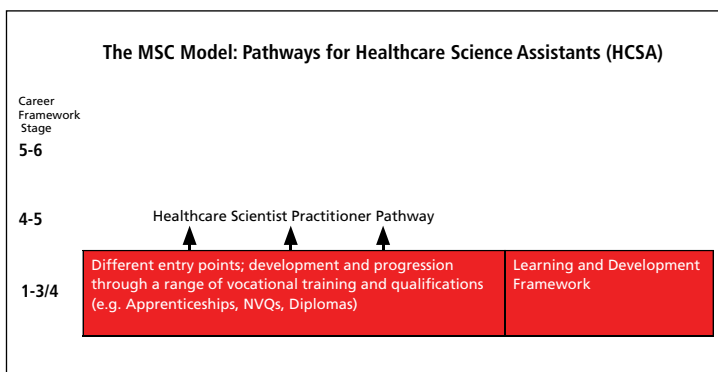 The MSC Model: Pathways for Healthcare Science Assistants (HCSA)
Career
Framework
Stage
5-6
4-5
Healthcare Scientist Practitioner Pathway
1-3/4
Different entry points; development and progression
through a range of vocational training and qualifications
(e.g. Apprenticeships, NVQs, Diplomas)
Learning and Development
Framework